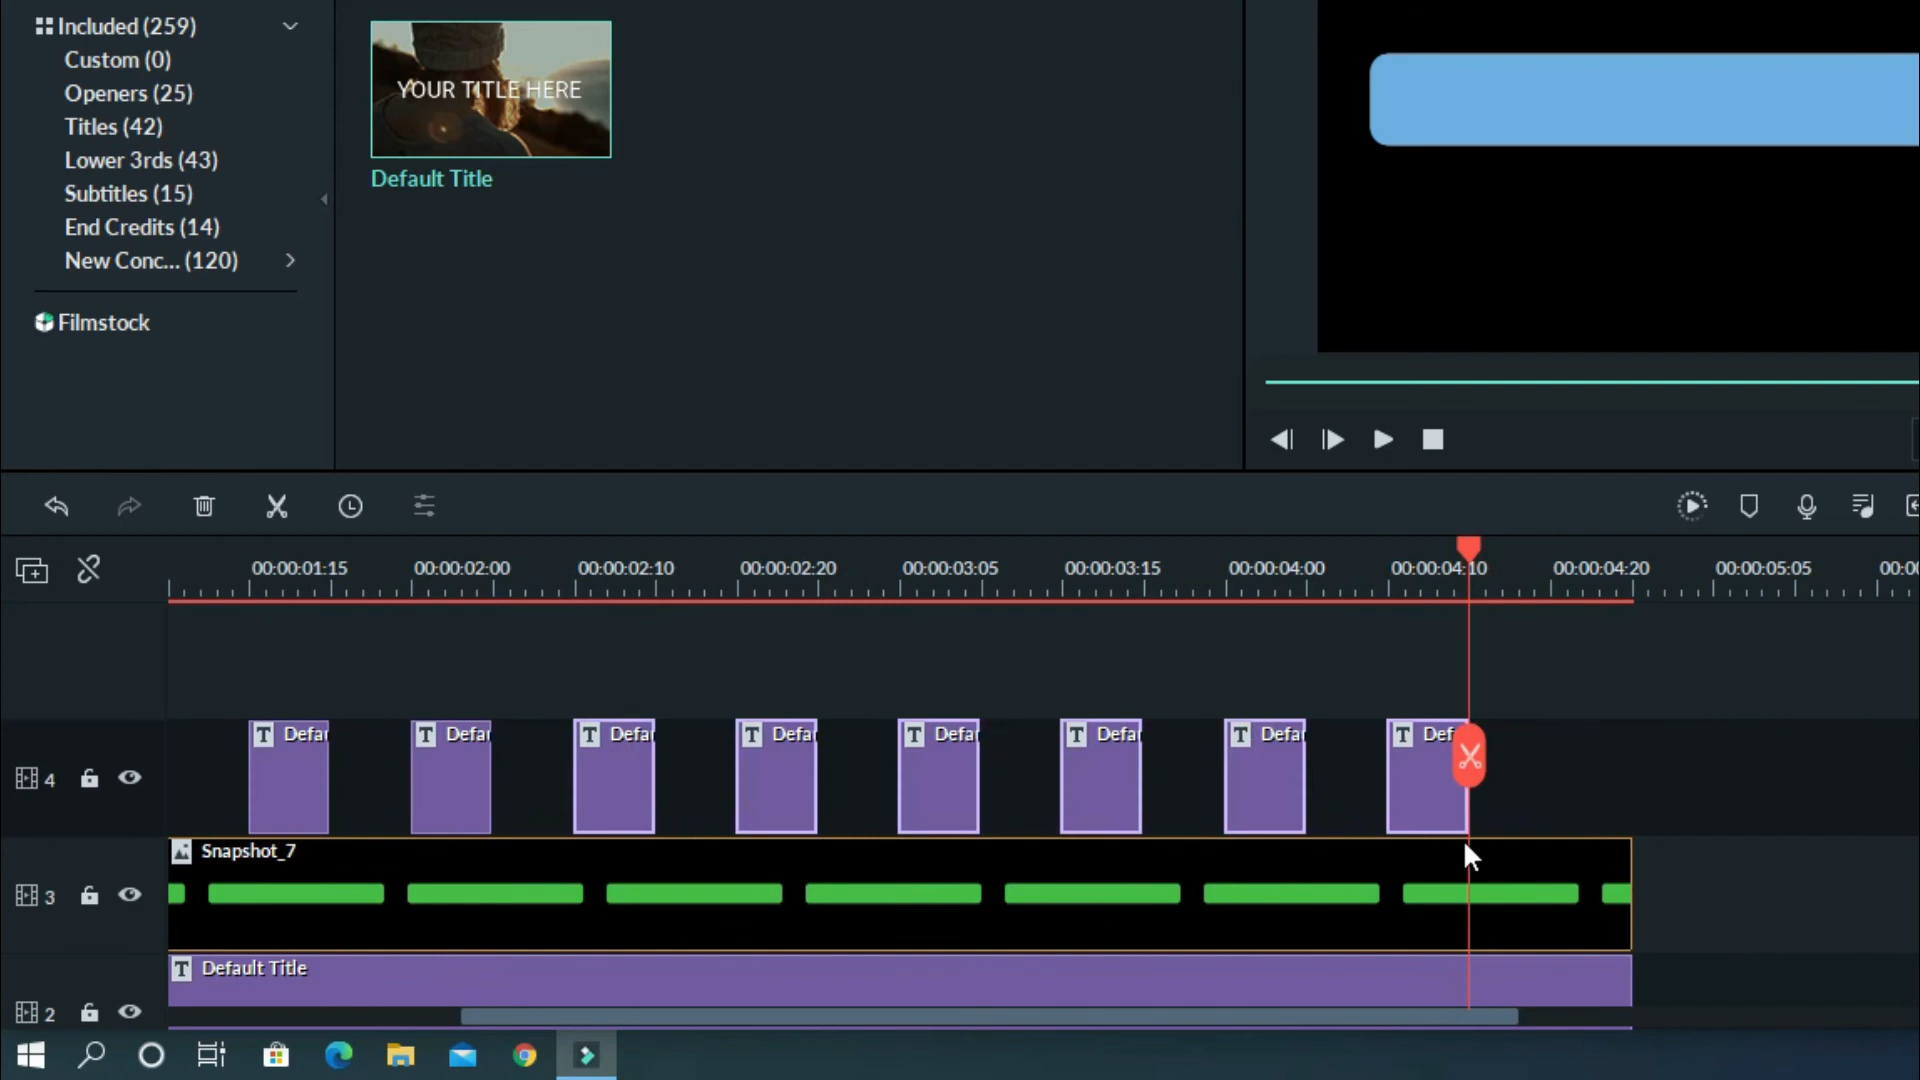 Included (259)
Custom (0)
Openers (25)
Titles (42)
Lower 3rds (43)
Subtitles (15)
End Credits (14)
New Conc... (120)
Filmstock
YOUR TITLE HERE
Default Title
00:00:01:15
00:00:02:00
00:00:02:10
00:00:02:20
00:00:03:05
00:00:03:15
00:00:04:00
00:00:04:10
00:00:04:20
00:00:05:05
00:0
T Defa
T Defa
T Defa
T Defa
T Defa
T Defa
T Defa
T Def
4
Snapshot_7
3
T Default Title
2